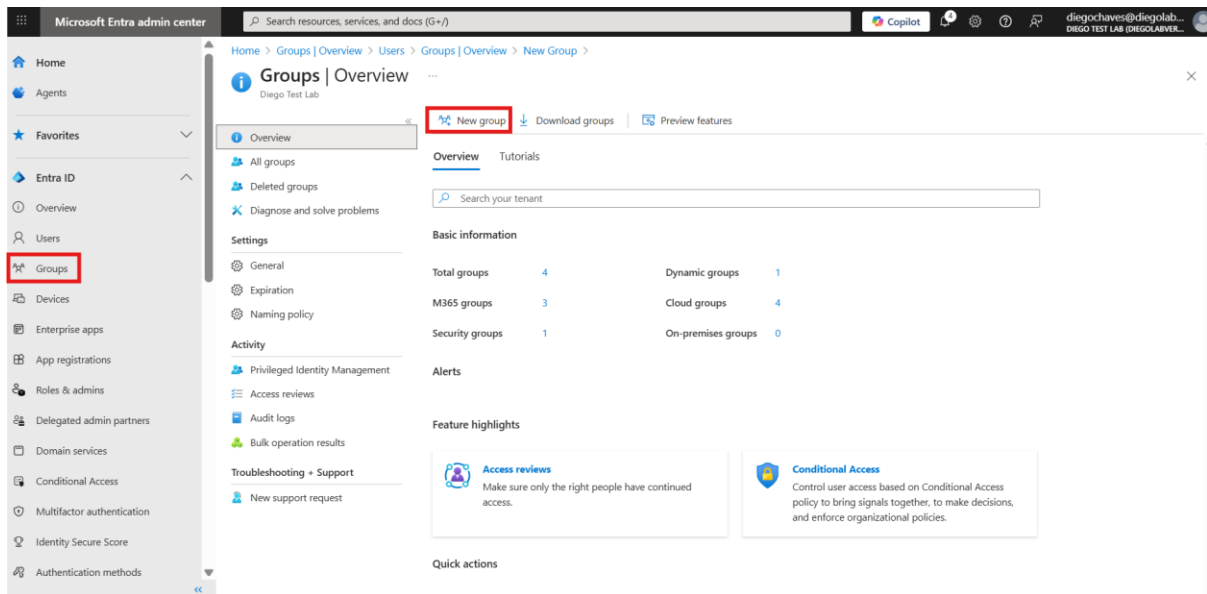 Microsoft Entra admin center
Search resources, services, and docs (G+/)
Copilot
4
diegochaves@diegolab...
DIEGO TEST LAB (DIEGOLABVER...
Home
Agents
Favorites
Entra ID
Overview
Users
Groups
Devices
Enterprise apps
App registrations
Roles & admins
Delegated admin partners
Domain services
Conditional Access
Multifactor authentication
Identity Secure Score
Authentication methods
«
Home > Groups | Overview > Users > Groups | Overview > New Group >
Groups | Overview ...
Diego Test Lab
«
Overview
All groups
Deleted groups
Diagnose and solve problems
Settings
General
Expiration
Naming policy
Activity
Privileged Identity Management
Access reviews
Audit logs
Bulk operation results
Troubleshooting + Support
New support request
New group Download groups Preview features
Overview Tutorials
Search your tenant
Basic information
Total groups 4 Dynamic groups 1
M365 groups 3 Cloud groups 4
Security groups 1 On-premises groups 0
Alerts
Feature highlights
Access reviews
Make sure only the right people have continued
access.
Conditional Access
Control user access based on Conditional Access
policy to bring signals together, to make decisions,
and enforce organizational policies.
Quick actions